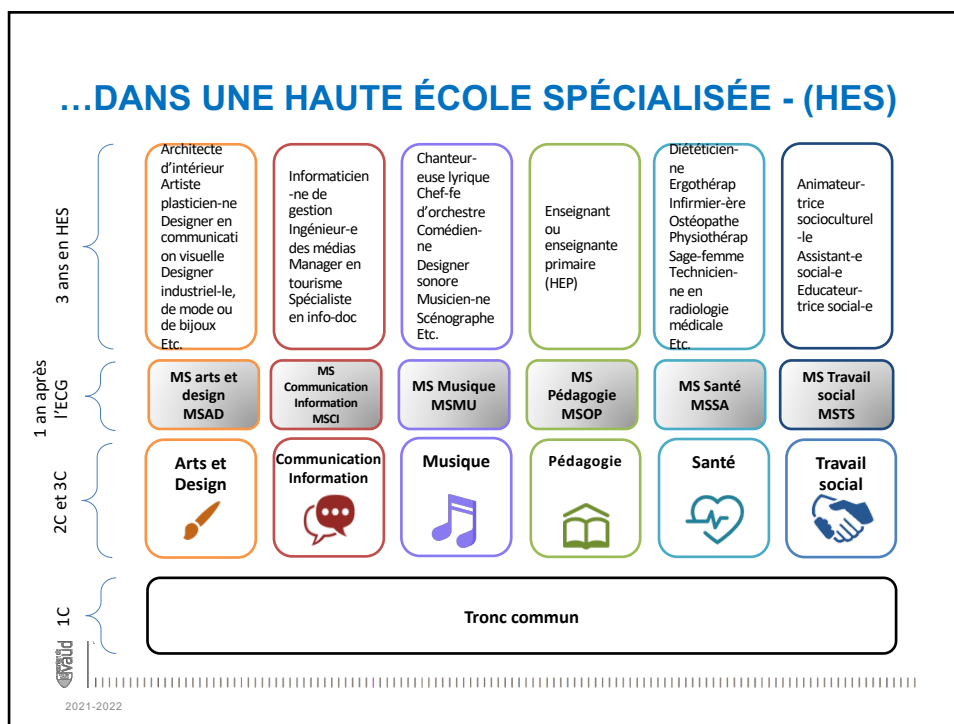 ...DANS UNE HAUTE ÉCOLE SPÉCIALISÉE - (HES)
3 ans en HES
Architecte
d'intérieur
Artiste
plasticien-ne
Designer en
communicati
on visuelle
Designer
industriel-le,
de mode ou
de bijoux
Etc.
Informaticien
-ne de
gestion
Ingénieur-e
des médias
Manager en
tourisme
Spécialiste
en info-doc
Chanteur-
euse lyrique
Chef-fe
d'orchestre
Comédien-
ne
Designer
sonore
Musicien-ne
Scénographe
Etc.
Enseignant
ou
enseignante
primaire
(HEP)
Diététicien-
ne
Ergothérap
Infirmier-ère
Ostéopathe
Physiothérap
Sage-femme
Technicien-
ne en
radiologie
médicale
Etc.
Animateur-
trice
socioculturel
-le
Assistant-e
social-e
Educateur-
trice social-e
1 an après
l'ECG
MS arts et
design
MSAD
MS
Communication
Information
MSCI
MS Musique
MSMU
MS
Pédagogie
MSOP
MS Santé
MSSA
MS Travail
social
MSTS
2C et 3C
Arts et
Design
Communication
Information
Musique
Pédagogie
Santé
Travail
social
1C
Tronc commun
vaud
2021-2022